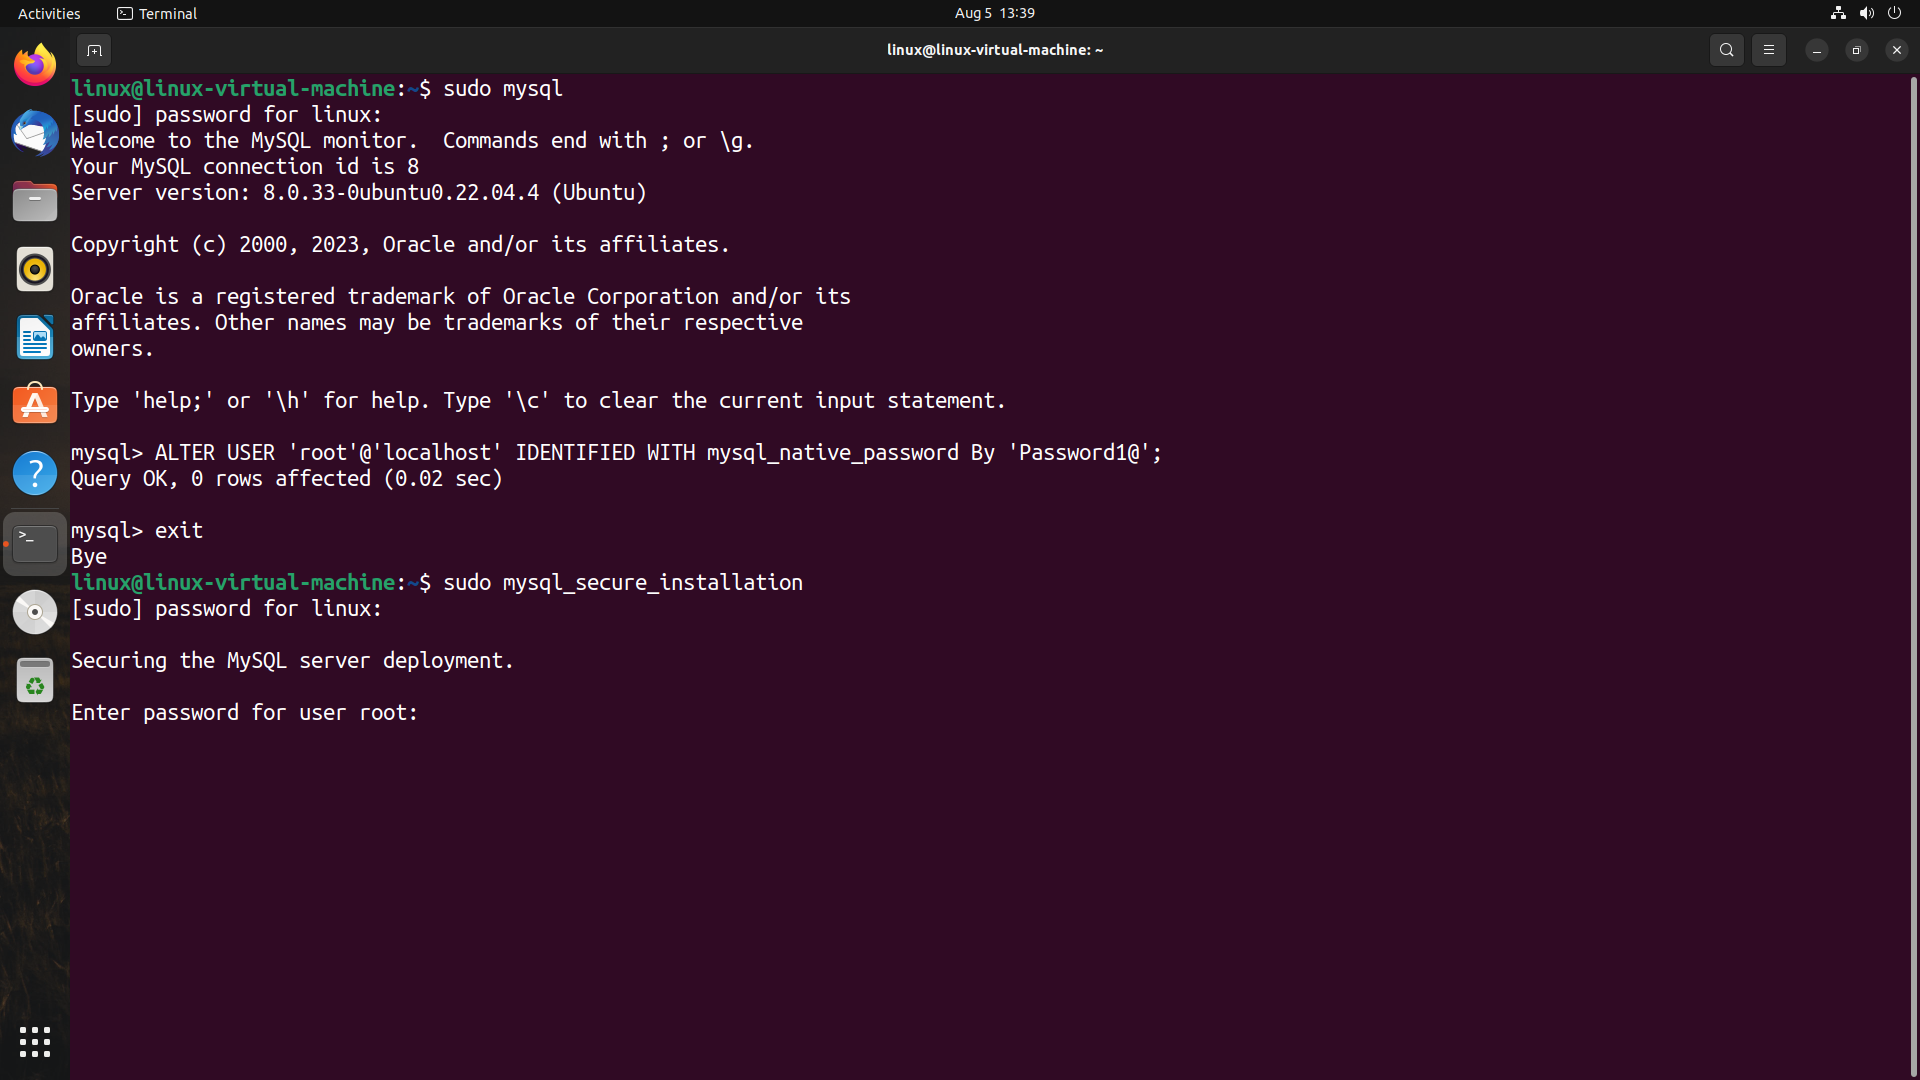 Activities
Terminal
Aug 5  13:39
linux@linux-virtual-machine: ~
linux@linux-virtual-machine:~$ sudo mysql
[sudo] password for linux:
Welcome to the MySQL monitor.  Commands end with ; or \g.
Your MySQL connection id is 8
Server version: 8.0.33-0ubuntu0.22.04.4 (Ubuntu)
Copyright (c) 2000, 2023, Oracle and/or its affiliates.
Oracle is a registered trademark of Oracle Corporation and/or its
affiliates. Other names may be trademarks of their respective
owners.
Type 'help;' or '\h' for help. Type '\c' to clear the current input statement.
mysql> ALTER USER 'root'@'localhost' IDENTIFIED WITH mysql_native_password By 'Password1@';
Query OK, 0 rows affected (0.02 sec)
mysql> exit
Bye
linux@linux-virtual-machine:~$ sudo mysql_secure_installation
[sudo] password for linux:
Securing the MySQL server deployment.
Enter password for user root: